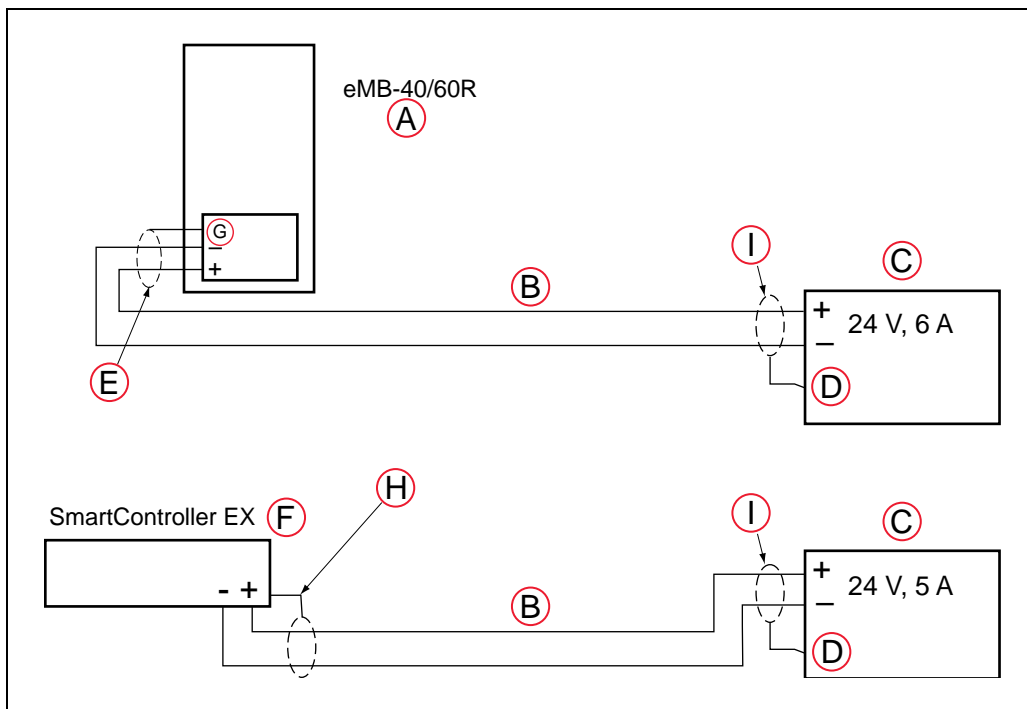 eMB-40/60R
A
G
−
+
E
B
I
C
+ 24 V, 6 A
−
D
SmartController EX F
H
- +
B
I
C
+ 24 V, 5 A
−
D